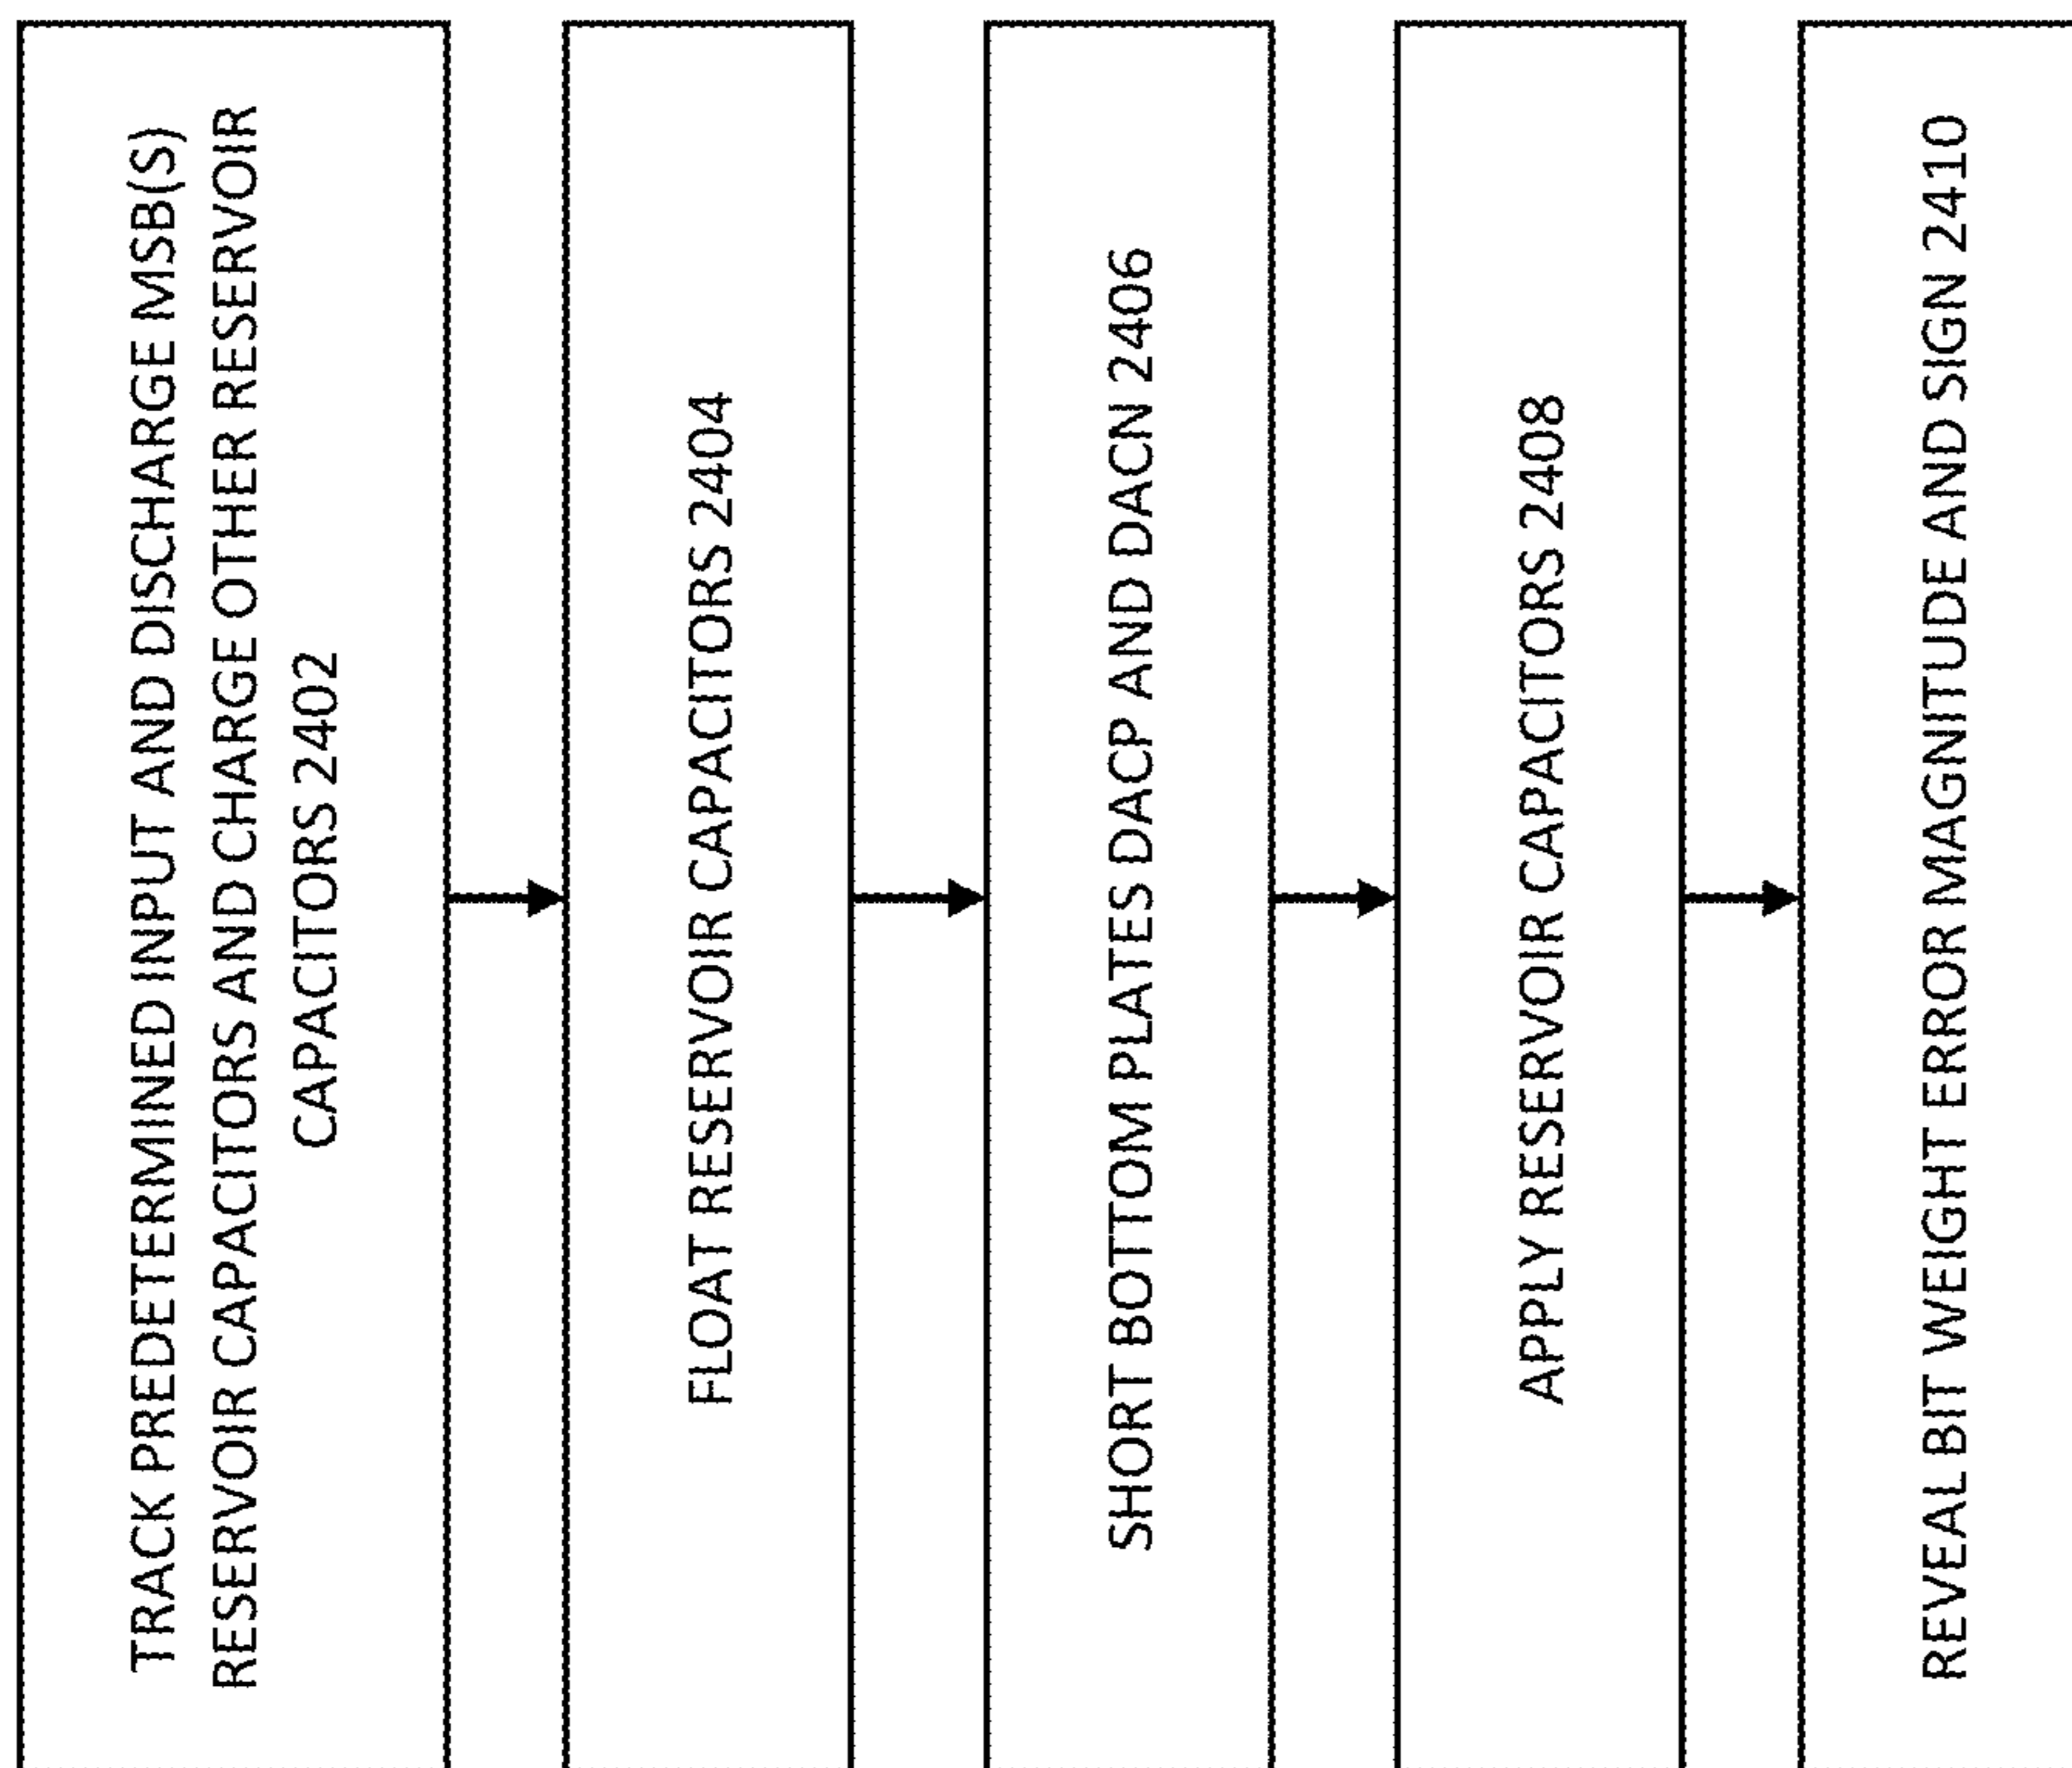 TRACK PREDETERMINED INPUT AND DISCHARGE MSB(S)
RESERVOIR CAPACITORS AND CHARGE OTHER RESERVOIR
CAPACITORS 2402
FLOAT RESERVOIR CAPACITORS 2404
SHORT BOTTOM PLATES DACP AND DACN 2406
APPLY RESERVOIR CAPACITORS 2408
REVEAL BIT WEIGHT ERROR MAGNITUDE AND SIGN 2410